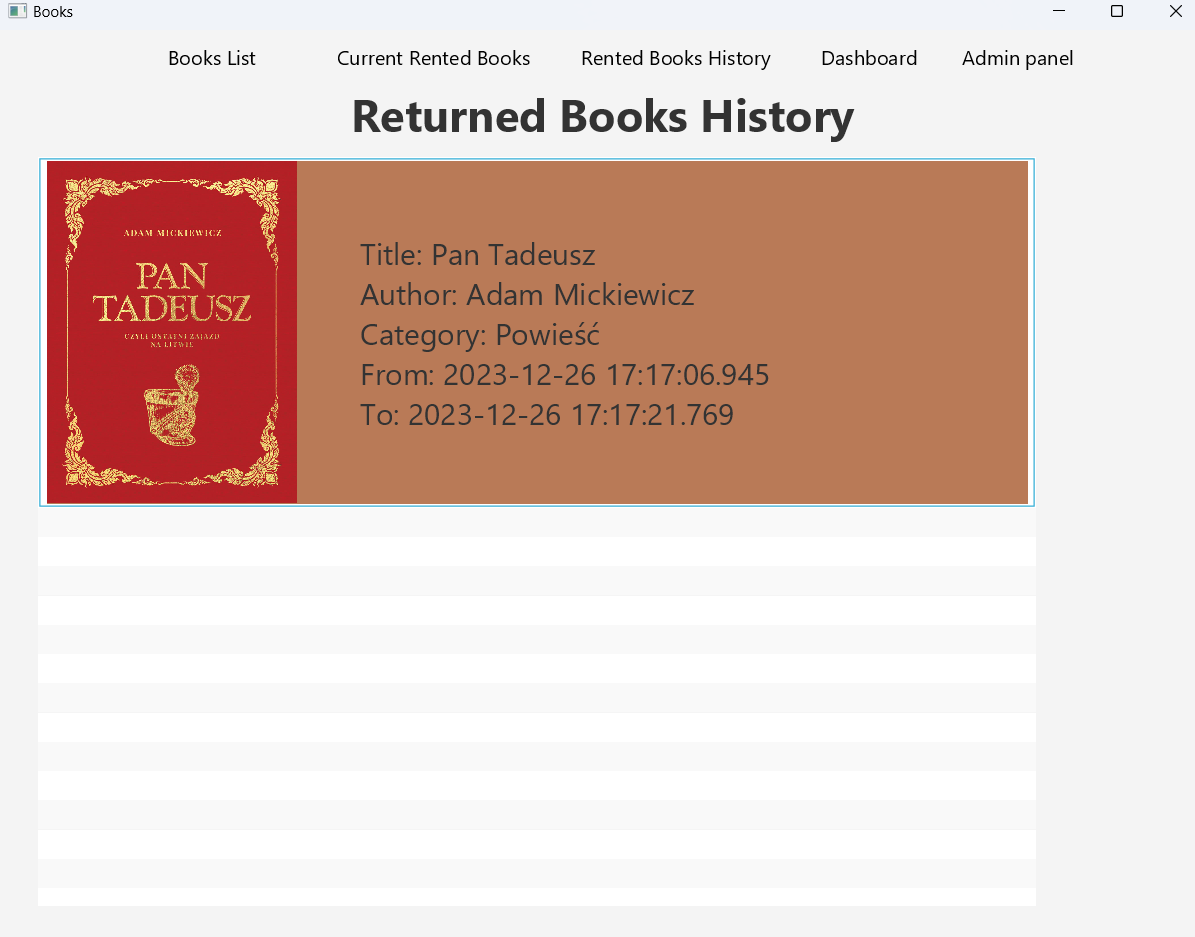 Books
Books List
Current Rented Books
Rented Books History
Dashboard
Admin panel
Returned Books History
ADAM MICKIEWICZ
PAN
TADEUSZ
CZYLI OSTATNI ZAJAZD
NA LITWIE
Title: Pan Tadeusz
Author: Adam Mickiewicz
Category: Powieść
From: 2023-12-26 17:17:06.945
To: 2023-12-26 17:17:21.769